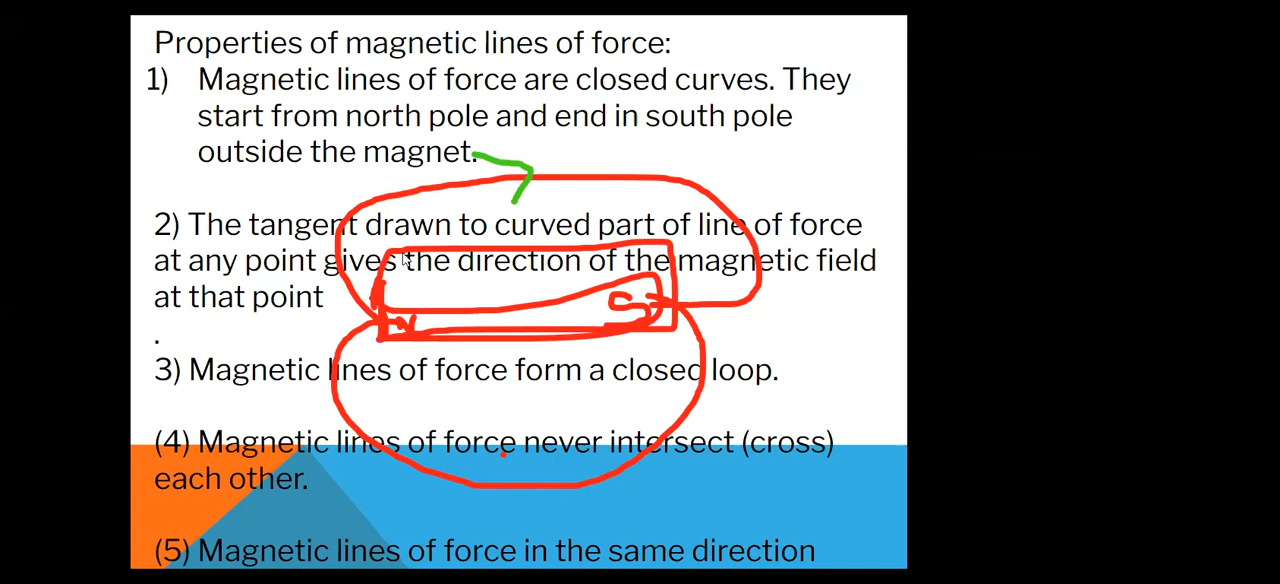 Properties of magnetic lines of force:
1) Magnetic lines of force are closed curves. They
start from north pole and end in south pole
outside the magnet.
2) The tangent drawn to curved part of line of force
at any point gives the direction of the magnetic field
at that point
N S
.
3) Magnetic lines of force form a closed loop.
(4) Magnetic lines of force never intersect (cross)
each other.
(5) Magnetic lines of force in the same direction